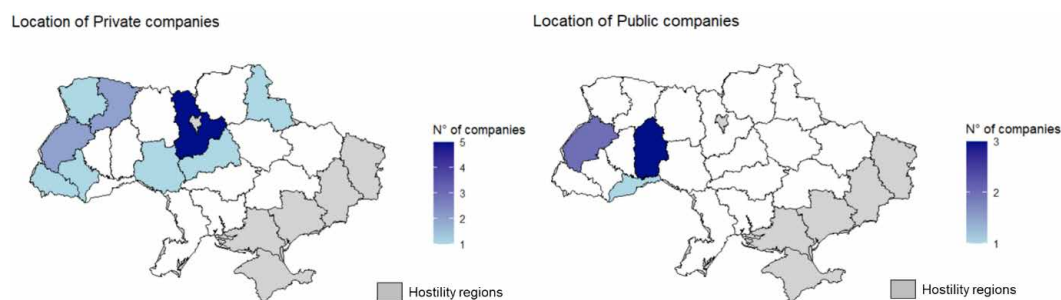 Location of Private companies
N° of companies
5
4
3
2
1
Hostility regions
Location of Public companies
N° of companies
3
2
1
Hostility regions